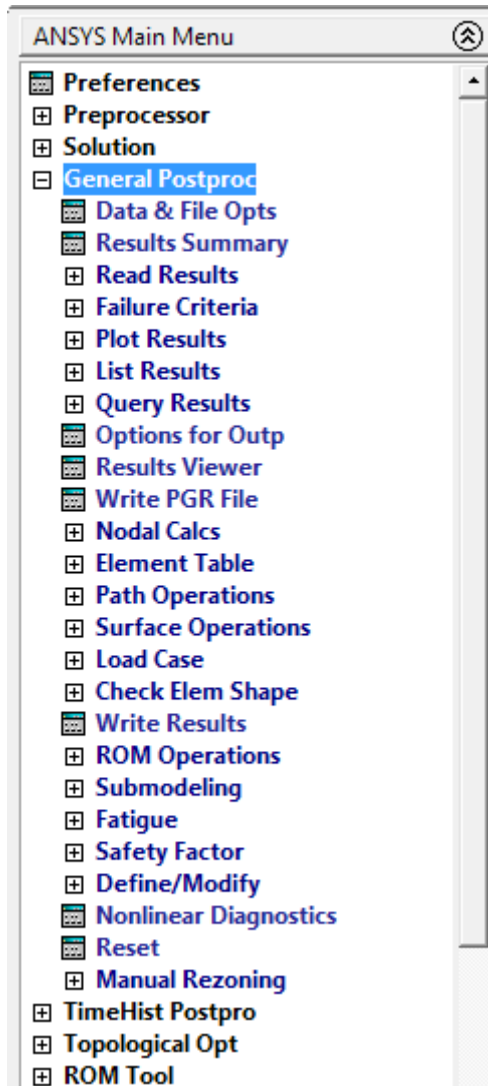 ANSYS Main Menu
Preferences
Preprocessor
Solution
General Postproc
Data & File Opts
Results Summary
Read Results
Failure Criteria
Plot Results
List Results
Query Results
Options for Outp
Results Viewer
Write PGR File
Nodal Calcs
Element Table
Path Operations
Surface Operations
Load Case
Check Elem Shape
Write Results
ROM Operations
Submodeling
Fatigue
Safety Factor
Define/Modify
Nonlinear Diagnostics
Reset
Manual Rezoning
TimeHist Postpro
Topological Opt
ROM Tool